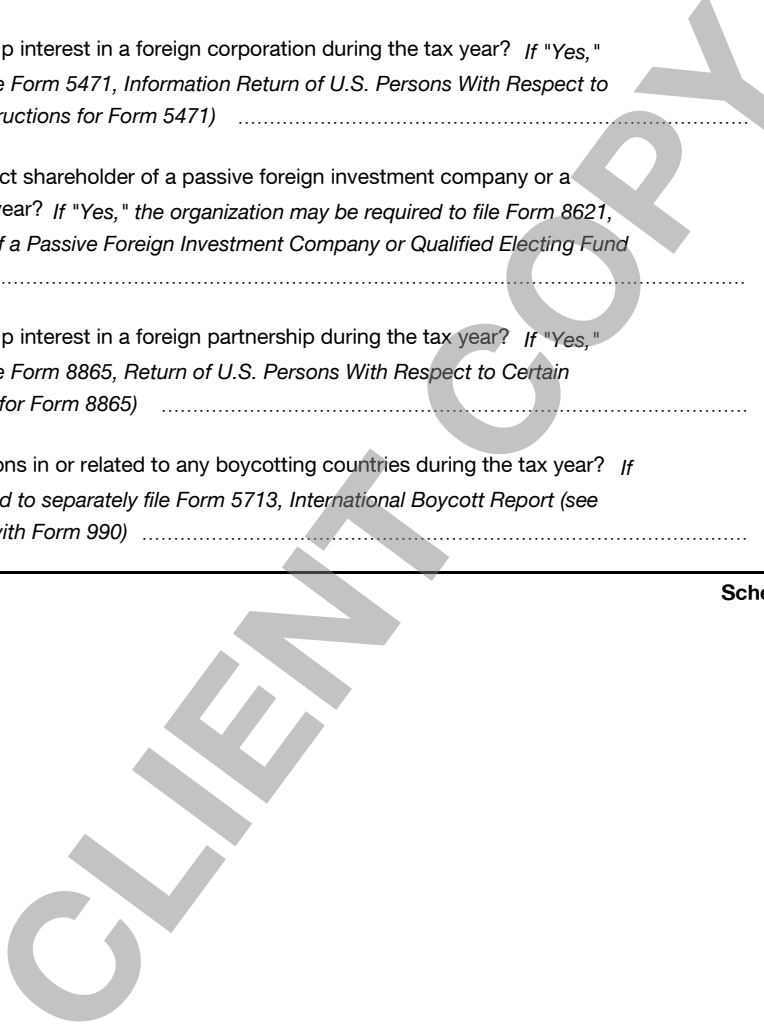 p interest in a foreign corporation during the tax year? If "Yes,"
e Form 5471, Information Return of U.S. Persons With Respect to
ructions for Form 5471) ........................................................................
ct shareholder of a passive foreign investment company or a
year? If "Yes," the organization may be required to file Form 8621,
f a Passive Foreign Investment Company or Qualified Electing Fund
........................................................................
p interest in a foreign partnership during the tax year? If "Yes,"
e Form 8865, Return of U.S. Persons With Respect to Certain
for Form 8865) ........................................................................
ons in or related to any boycotting countries during the tax year? If
d to separately file Form 5713, International Boycott Report (see
with Form 990) ........................................................................
Sche
CLIENT COPY